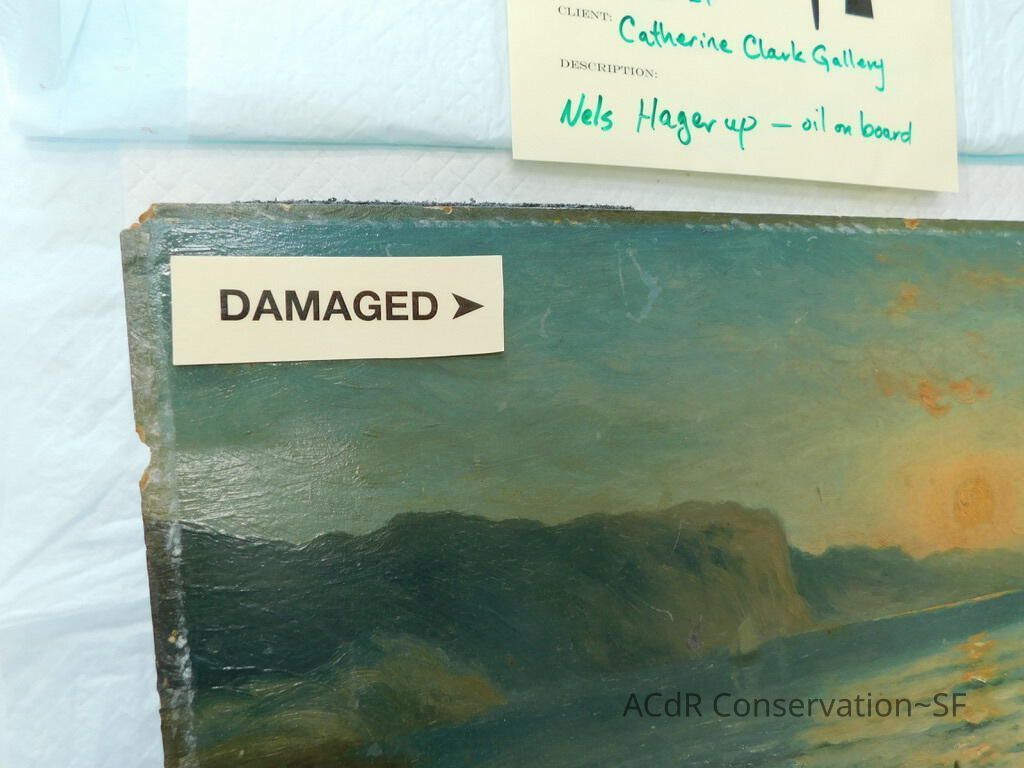 CLIENT:
Catherine Clark Gallery
DESCRIPTION:
Nels Hagerup – oil on board
DAMAGED ➤
ACdR Conservation~SF